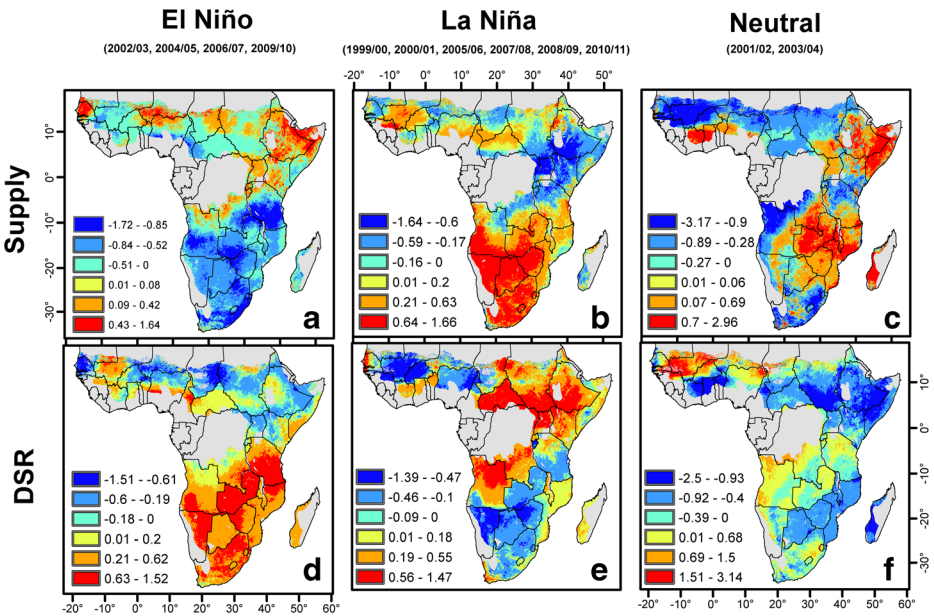 El Niño
(2002/03, 2004/05, 2006/07, 2009/10)
La Niña
(1999/00, 2000/01, 2005/06, 2007/08, 2008/09, 2010/11)
Neutral
(2001/02, 2003/04)
-20° -10° 0° 10° 20° 30° 40° 50°
Supply
10°
0°
-10°
-20°
-30°
-1.72 - -0.85
-0.84 - -0.52
-0.51 - 0
0.01 - 0.08
0.09 - 0.42
0.43 - 1.64
a
-1.64 - -0.6
-0.59 - -0.17
-0.16 - 0
0.01 - 0.2
0.21 - 0.63
0.64 - 1.66
b
-3.17 - -0.9
-0.89 - -0.28
-0.27 - 0
0.01 - 0.06
0.07 - 0.69
0.7 - 2.96
c
DSR
-1.51 - -0.61
-0.6 - -0.19
-0.18 - 0
0.01 - 0.2
0.21 - 0.62
0.63 - 1.52
d
-1.39 - -0.47
-0.46 - -0.1
-0.09 - 0
0.01 - 0.18
0.19 - 0.55
0.56 - 1.47
e
-2.5 - -0.93
-0.92 - -0.4
-0.39 - 0
0.01 - 0.68
0.69 - 1.5
1.51 - 3.14
f
10°
0°
-10°
-20°
-30°
-20° -10° 0° 10° 20° 30° 40° 50° 60°
-20° -10° 0° 10° 20° 30° 40° 50° 60°